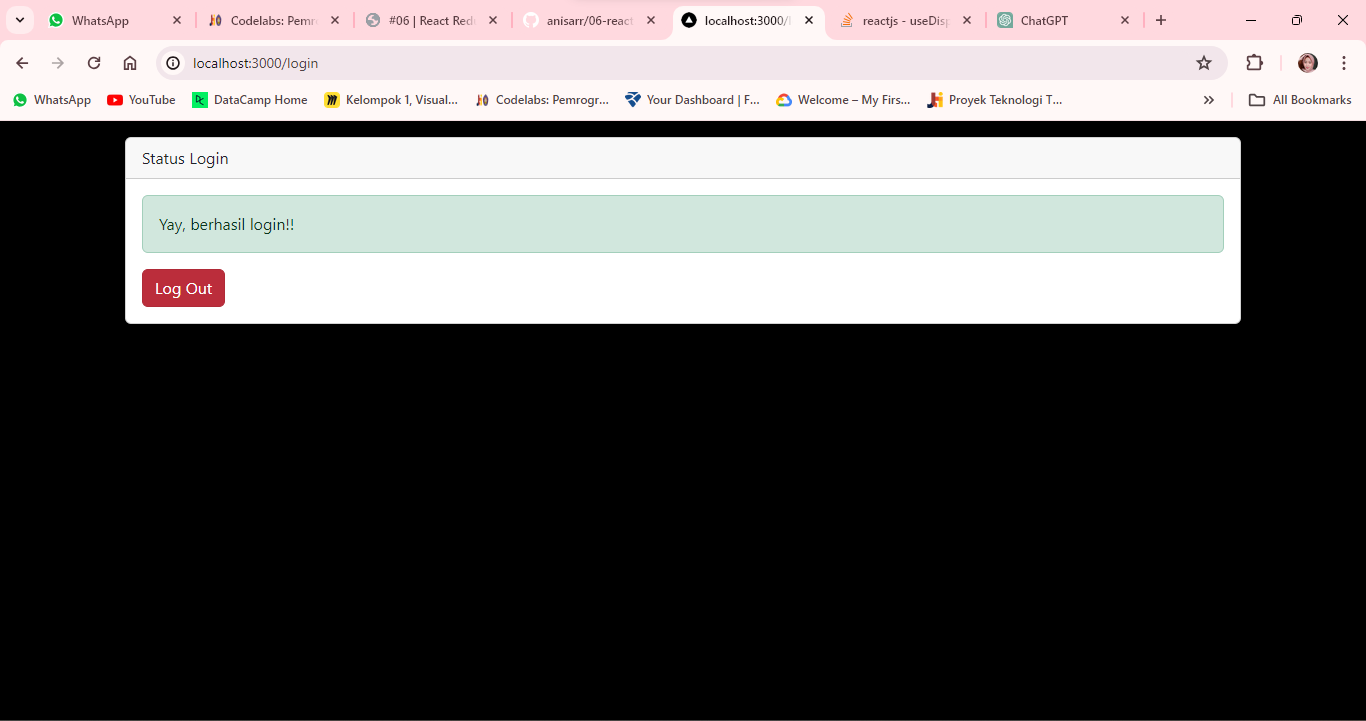 WhatsApp
Codelabs: Pemr
#06 | React Red
anisarr/06-react
localhost:3000/l
reactjs - useDis
ChatGPT
localhost:3000/login
WhatsApp YouTube DataCamp Home Kelompok 1, Visual... Codelabs: Pemrogr... Your Dashboard | F... Welcome – My Firs... Proyek Teknologi T... » All Bookmarks
Status Login
Yay, berhasil login!!
Log Out